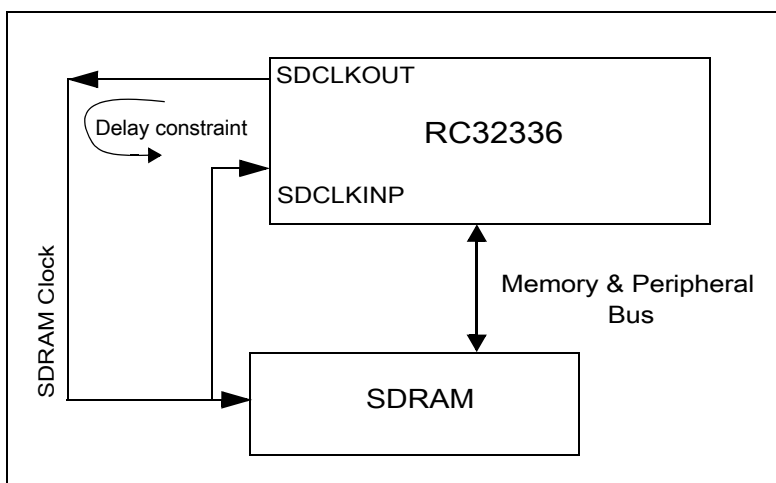 SDCLKOUT
Delay constraint
RC32336
SDCLKINP
SDRAM Clock
Memory & Peripheral
Bus
SDRAM